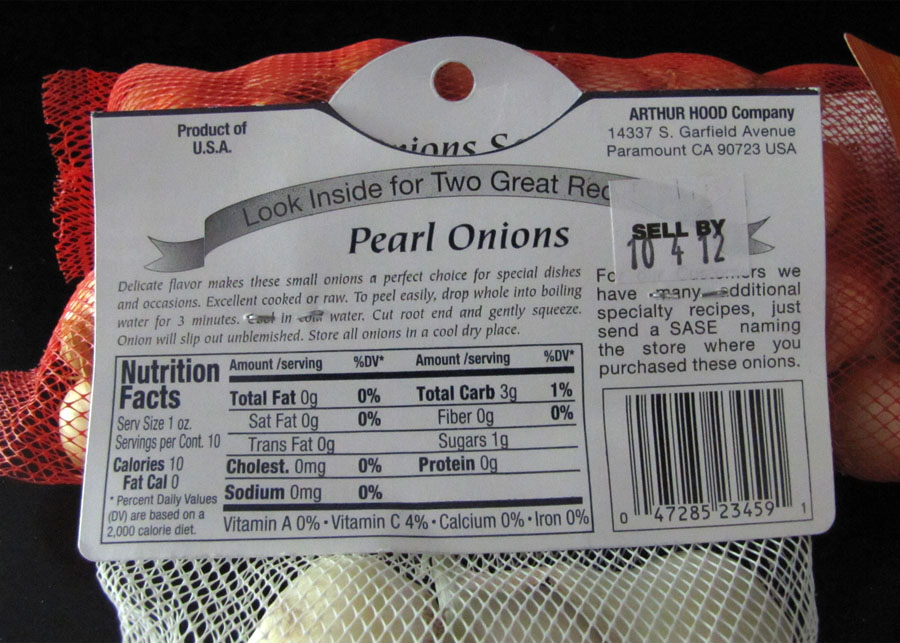 Product of
U.S.A.
ARTHUR HOOD Company
14337 S. Garfield Avenue
Paramount CA 90723 USA
Look Inside for Two Great
Pearl Onions
SELL BY
10 4 12
Delicate flavor makes these small onions a perfect choice for special dishes
and occasions. Excellent cooked or raw. To peel easily, drop whole into boiling
water for 3 minutes. in water. Cut root end and gently squeeze.
Onion will slip out unblemished. Store all onions in a cool dry place.
we
have many additional
specialty recipes, just
send a SASE naming
the store where you
purchased these onions.
Nutrition
Facts
Serv Size 1 oz.
Servings per Cont. 10
Calories 10
Fat Cal 0
* Percent Daily Values
(DV) are based on a
2,000 calorie diet.
Amount /serving %DV* Amount /serving %DV*
Total Fat 0g 0% Total Carb 3g 1%
Sat Fat 0g 0% Fiber 0g 0%
Trans Fat 0g Sugars 1g
Cholest. 0mg 0% Protein 0g
Sodium 0mg 0%
Vitamin A 0% • Vitamin C 4% • Calcium 0% • Iron 0%
0 47285 23459 1